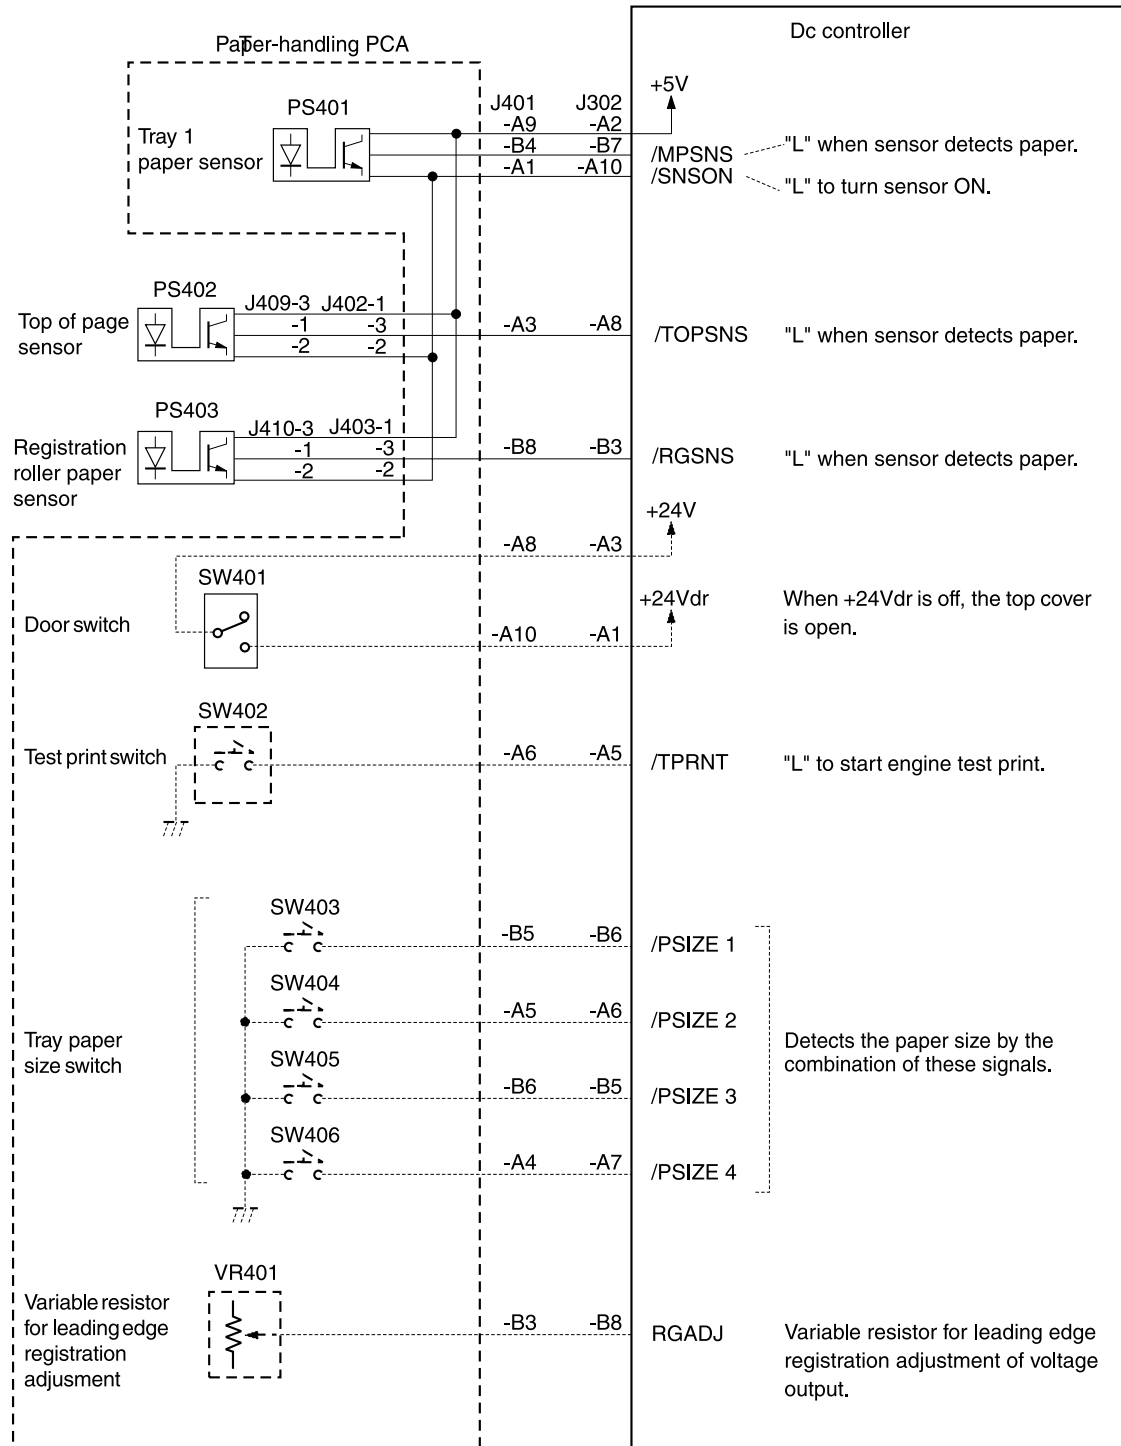 Dc controller
PaTper-handling PCA
+5V
J401 J302
PS401
-A9 -A2
Tray 1
paper sensor
-B4 -B7
/MPSNS "L" when sensor detects paper.
-A1 -A10
/SNSON "L" to turn sensor ON.
PS402
J409-3 J402-1
Top of page
sensor
-1 -3 -A3 -A8 /TOPSNS "L" when sensor detects paper.
-2 -2
PS403
J410-3 J403-1
Registration
roller paper
sensor
-1 -3 -B8 -B3 /RGSNS "L" when sensor detects paper.
-2 -2
+24V
-A8 -A3
SW401
Door switch
+24Vdr When +24Vdr is off, the top cover
is open.
-A10 -A1
SW402
Test print switch -A6 -A5 /TPRNT "L" to start engine test print.
SW403
-B5 -B6 /PSIZE 1
SW404
-A5 -A6 /PSIZE 2
Tray paper
size switch
Detects the paper size by the
combination of these signals.
SW405
-B6 -B5 /PSIZE 3
SW406
-A4 -A7 /PSIZE 4
VR401
Variable resistor
for leading edge
registration
adjusment
-B3 -B8 RGADJ Variable resistor for leading edge
registration adjustment of voltage
output.